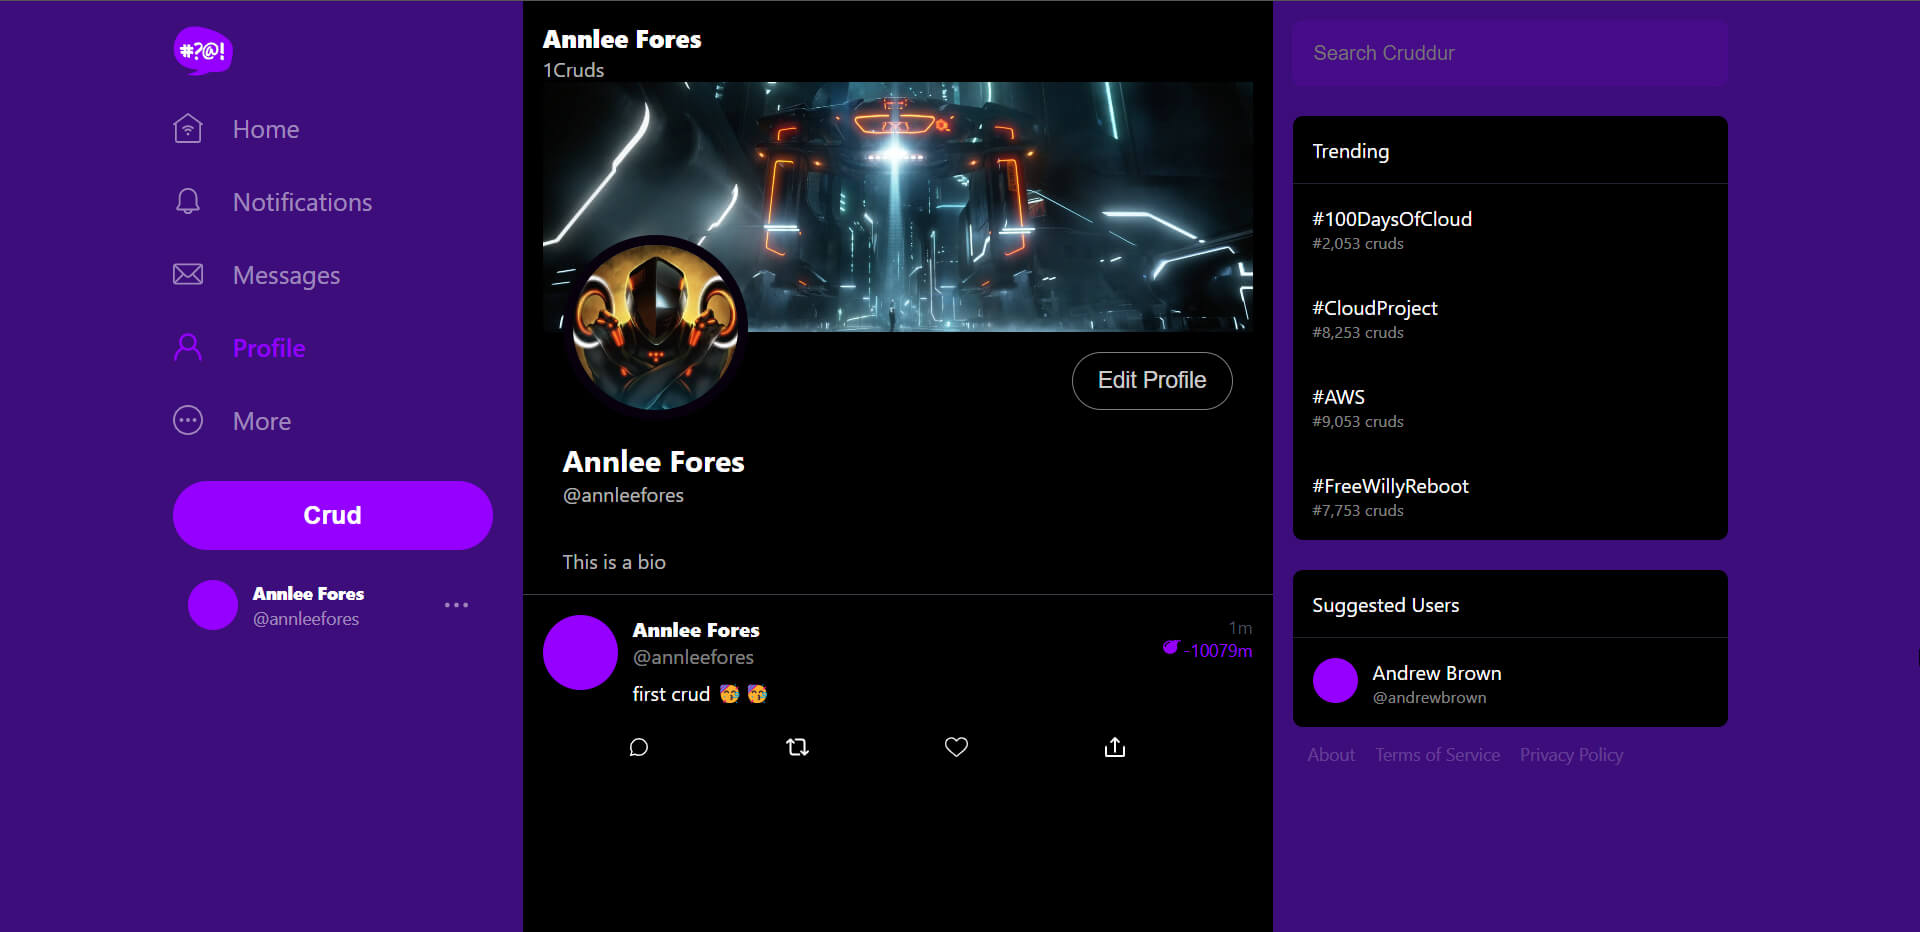 #?@!
Home
Notifications
Messages
Profile
More
Crud
Annlee Fores
@annleefores
Annlee Fores
1Cruds
Edit Profile
Annlee Fores
@annleefores
This is a bio
Annlee Fores
1m
@annleefores
-10079m
first crud 🥳 🥳
Search Cruddur
Trending
#100DaysOfCloud
#2,053 cruds
#CloudProject
#8,253 cruds
#AWS
#9,053 cruds
#FreeWillyReboot
#7,753 cruds
Suggested Users
Andrew Brown
@andrewbrown
About Terms of Service Privacy Policy